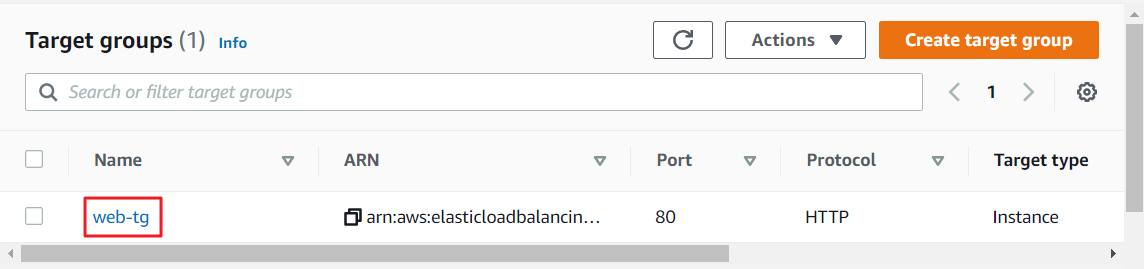 Target groups (1) Info
Actions
Create target group
Search or filter target groups
1
Name ARN Port Protocol Target type
web-tg arn:aws:elasticloadbalancin... 80 HTTP Instance